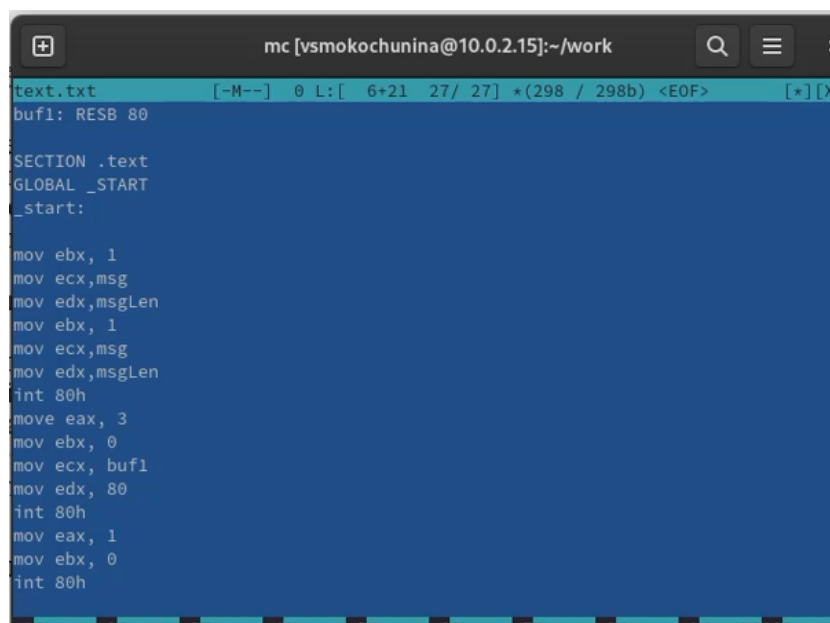 mc [vsmokochunina@10.0.2.15]:~/work
text.txt [-M--] 0 L:[ 6+21 27/ 27] *(298 / 298b) <EOF> [*][X
buf1: RESB 80
SECTION .text
GLOBAL _START
_start:
mov ebx, 1
mov ecx,msg
mov edx,msgLen
mov ebx, 1
mov ecx,msg
mov edx,msgLen
int 80h
move eax, 3
mov ebx, 0
mov ecx, buf1
mov edx, 80
int 80h
mov eax, 1
mov ebx, 0
int 80h